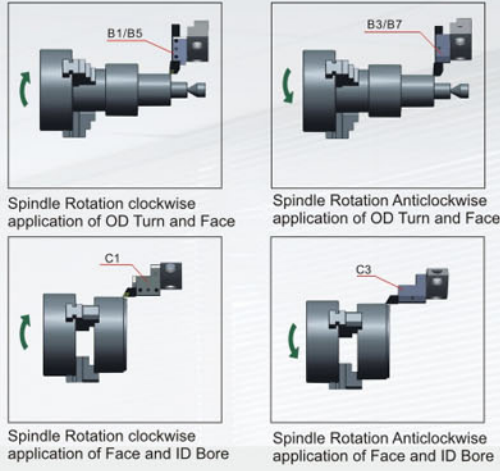 B1/B5
B3/B7
Spindle Rotation clockwise
application of OD Turn and Face
Spindle Rotation Anticlockwise
application of OD Turn and Face
C1
C3
Spindle Rotation clockwise
application of Face and ID Bore
Spindle Rotation Anticlockwise
application of Face and ID Bore